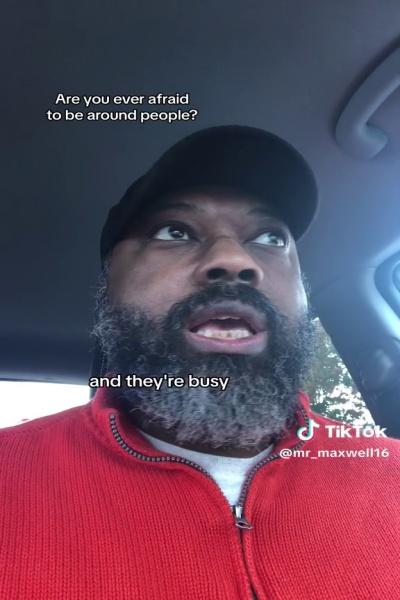 Are you ever afraid
to be around people?
and they're busy
TikTok
@mr_maxwell16